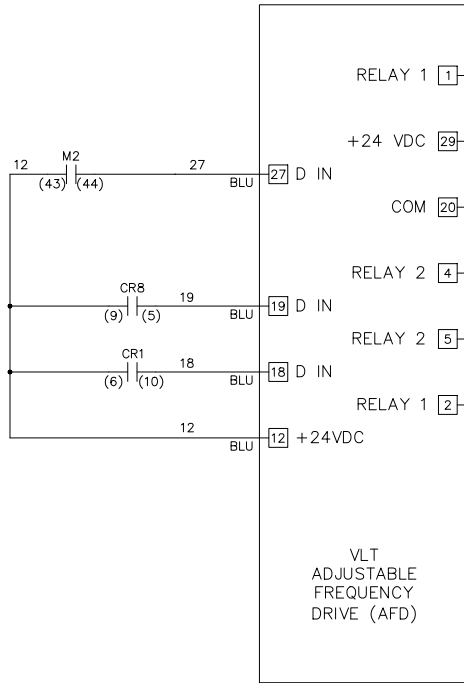 RELAY 1 1
+24 VDC 29
12 M2 27
(43) (44) BLU 27 D IN
COM 20
RELAY 2 4
CR8 19
(9) (5) BLU 19 D IN
RELAY 2 5
CR1 18
(6) (10) BLU 18 D IN
RELAY 1 2
12
BLU 12 +24VDC
VLT
ADJUSTABLE
FREQUENCY
DRIVE (AFD)